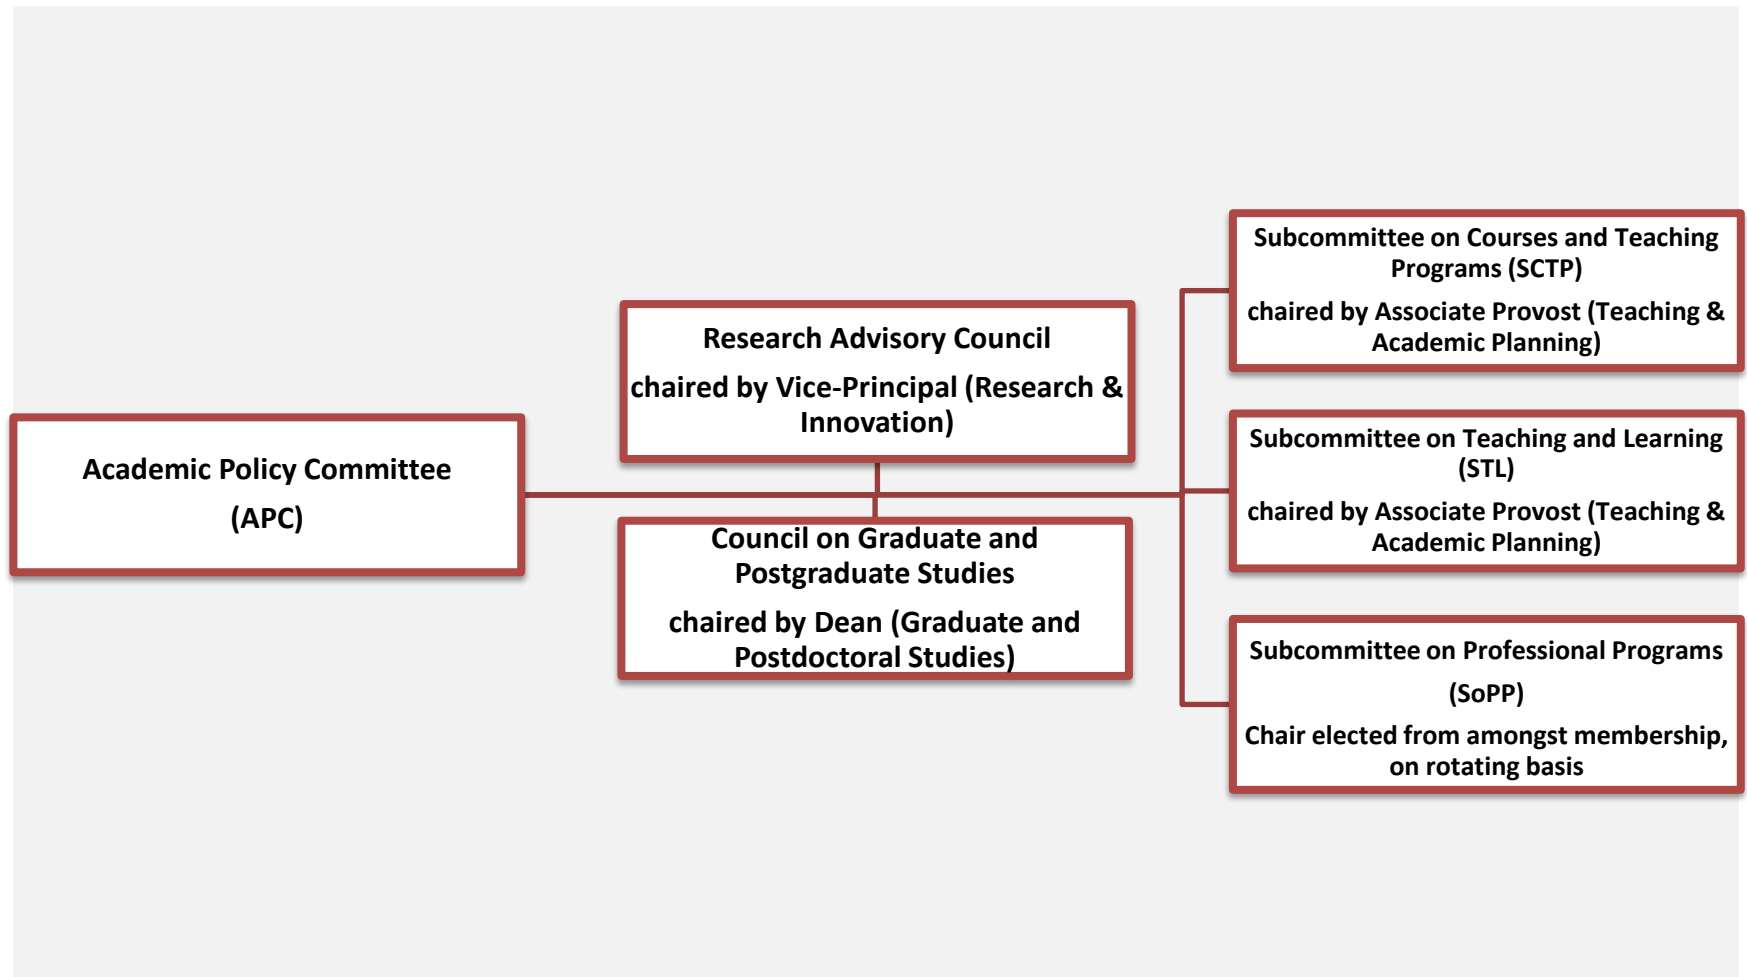 Academic Policy Committee
(APC)
Research Advisory Council
chaired by Vice-Principal (Research &
Innovation)
Council on Graduate and
Postgraduate Studies
chaired by Dean (Graduate and
Postdoctoral Studies)
Subcommittee on Courses and Teaching
Programs (SCTP)
chaired by Associate Provost (Teaching &
Academic Planning)
Subcommittee on Teaching and Learning
(STL)
chaired by Associate Provost (Teaching &
Academic Planning)
Subcommittee on Professional Programs
(SoPP)
Chair elected from amongst membership,
on rotating basis